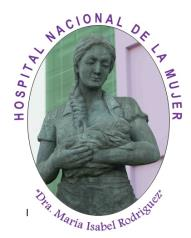 HOSPITAL NACIONAL DE LA MUJER
"Dra. María Isabel Rodríguez"